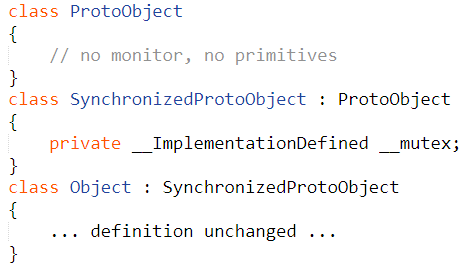 class ProtoObject
{
    // no monitor, no primitives
}
class SynchronizedProtoObject : ProtoObject
{
    private __ImplementationDefined __mutex;
}
class Object : SynchronizedProtoObject
{
    ... definition unchanged ...
}